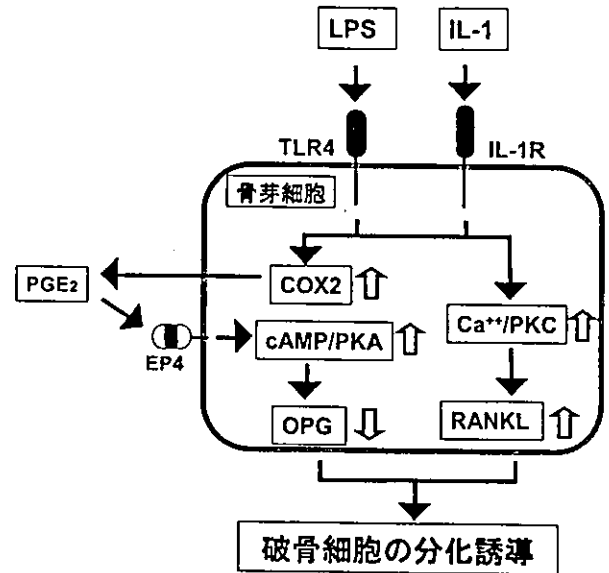 LPS
IL-1
TLR4
IL-1R
骨芽細胞
COX2
PGE₂
EP4
cAMP/PKA
Ca⁺⁺/PKC
OPG
RANKL
破骨細胞の分化誘導